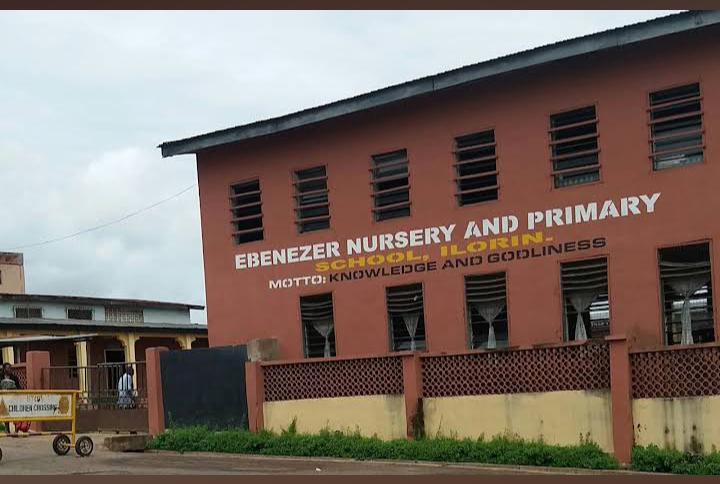 EBENEZER NURSERY AND PRIMARY
SCHOOL, ILORIN.
MOTTO: KNOWLEDGE AND GODLINESS
CHILDREN CROSSING